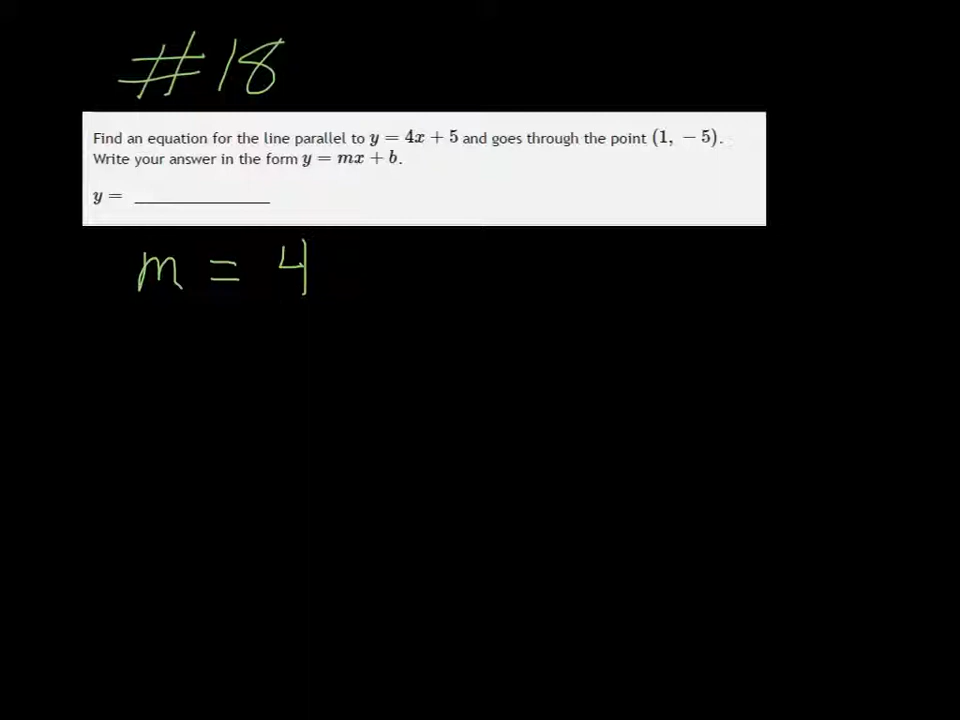 #18
Find an equation for the line parallel to y = 4x + 5 and goes through the point (1, − 5).
Write your answer in the form y = mx + b.
y = ____________
m = 4